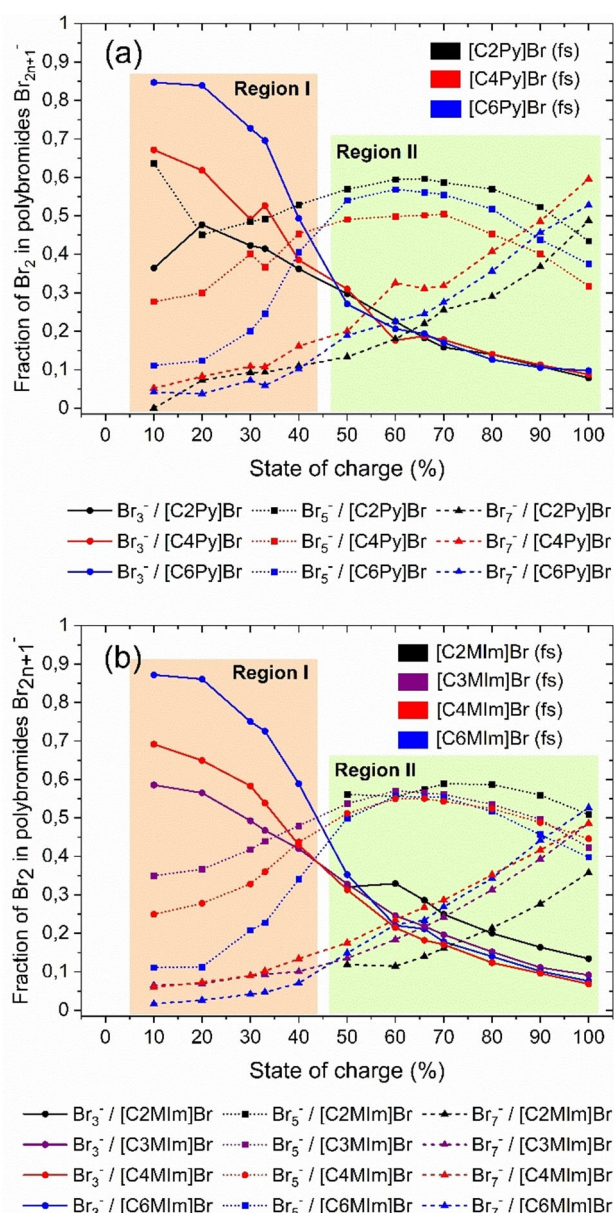 (a)
[C2Py]Br (fs)
[C4Py]Br (fs)
[C6Py]Br (fs)
Region I
Region II
Fraction of Br2 in polybromides Br2n+1-
1
0,9
0,8
0,7
0,6
0,5
0,4
0,3
0,2
0,1
0
0 10 20 30 40 50 60 70 80 90 100
State of charge (%)
Br3- / [C2Py]Br Br5- / [C2Py]Br Br7- / [C2Py]Br
Br3- / [C4Py]Br Br5- / [C4Py]Br Br7- / [C4Py]Br
Br3- / [C6Py]Br Br5- / [C6Py]Br Br7- / [C6Py]Br
(b)
[C2MIm]Br (fs)
[C3MIm]Br (fs)
[C4MIm]Br (fs)
[C6MIm]Br (fs)
Region I
Region II
Fraction of Br2 in polybromides Br2n+1-
1
0,9
0,8
0,7
0,6
0,5
0,4
0,3
0,2
0,1
0
0 10 20 30 40 50 60 70 80 90 100
State of charge (%)
Br3- / [C2MIm]Br Br5- / [C2MIm]Br Br7- / [C2MIm]Br
Br3- / [C3MIm]Br Br5- / [C3MIm]Br Br7- / [C3MIm]Br
Br3- / [C4MIm]Br Br5- / [C4MIm]Br Br7- / [C4MIm]Br
Br3- / [C6MIm]Br Br5- / [C6MIm]Br Br7- / [C6MIm]Br